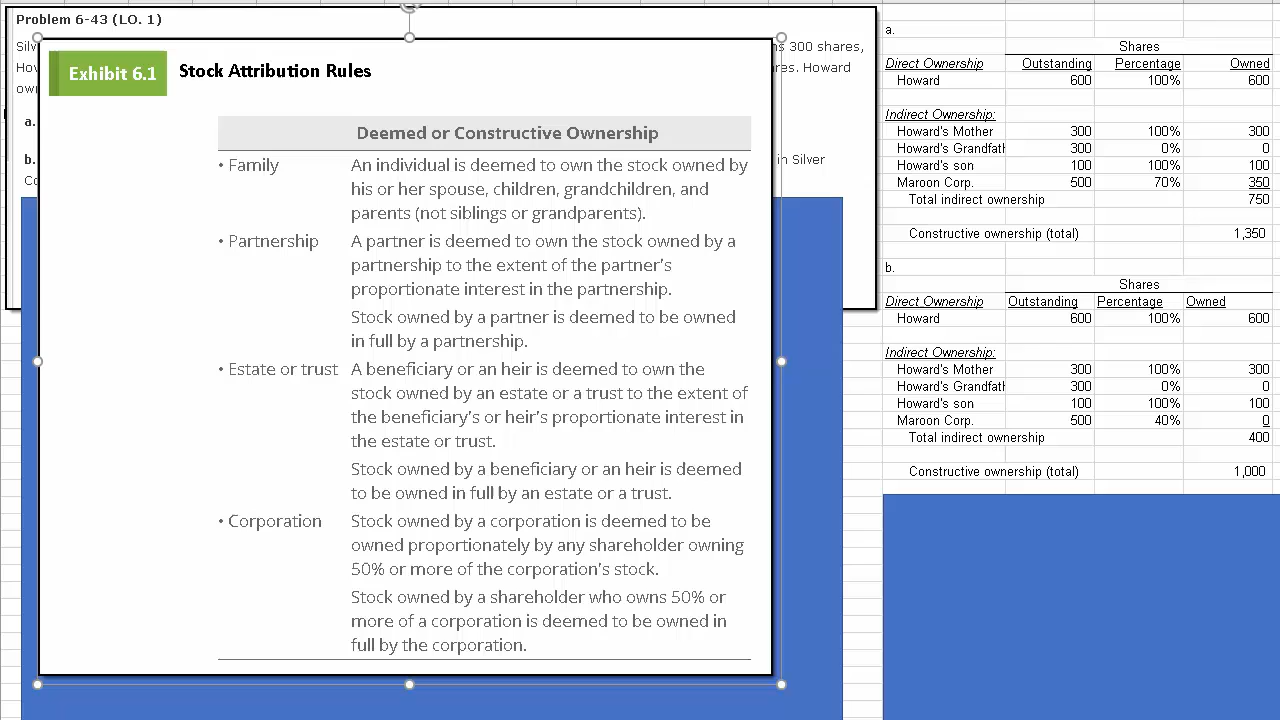 Problem 6-43 (LO. 1)
300 shares,
Howard
a.
b.
in Silver
Exhibit 6.1 Stock Attribution Rules
Deemed or Constructive Ownership
• Family An individual is deemed to own the stock owned by
his or her spouse, children, grandchildren, and
parents (not siblings or grandparents).
• Partnership A partner is deemed to own the stock owned by a
partnership to the extent of the partner's
proportionate interest in the partnership.
Stock owned by a partner is deemed to be owned
in full by a partnership.
• Estate or trust A beneficiary or an heir is deemed to own the
stock owned by an estate or a trust to the extent of
the beneficiary's or heir's proportionate interest in
the estate or trust.
Stock owned by a beneficiary or an heir is deemed
to be owned in full by an estate or a trust.
• Corporation Stock owned by a corporation is deemed to be
owned proportionately by any shareholder owning
50% or more of the corporation's stock.
Stock owned by a shareholder who owns 50% or
more of a corporation is deemed to be owned in
full by the corporation.
a.
Shares
Direct Ownership Outstanding Percentage Owned
Howard 600 100% 600
Indirect Ownership:
Howard's Mother 300 100% 300
Howard's Grandfath 300 0% 0
Howard's son 100 100% 100
Maroon Corp. 500 70% 350
Total indirect ownership 750
Constructive ownership (total) 1,350
b.
Shares
Direct Ownership Outstanding Percentage Owned
Howard 600 100% 600
Indirect Ownership:
Howard's Mother 300 100% 300
Howard's Grandfath 300 0% 0
Howard's son 100 100% 100
Maroon Corp. 500 40% 0
Total indirect ownership 400
Constructive ownership (total) 1,000